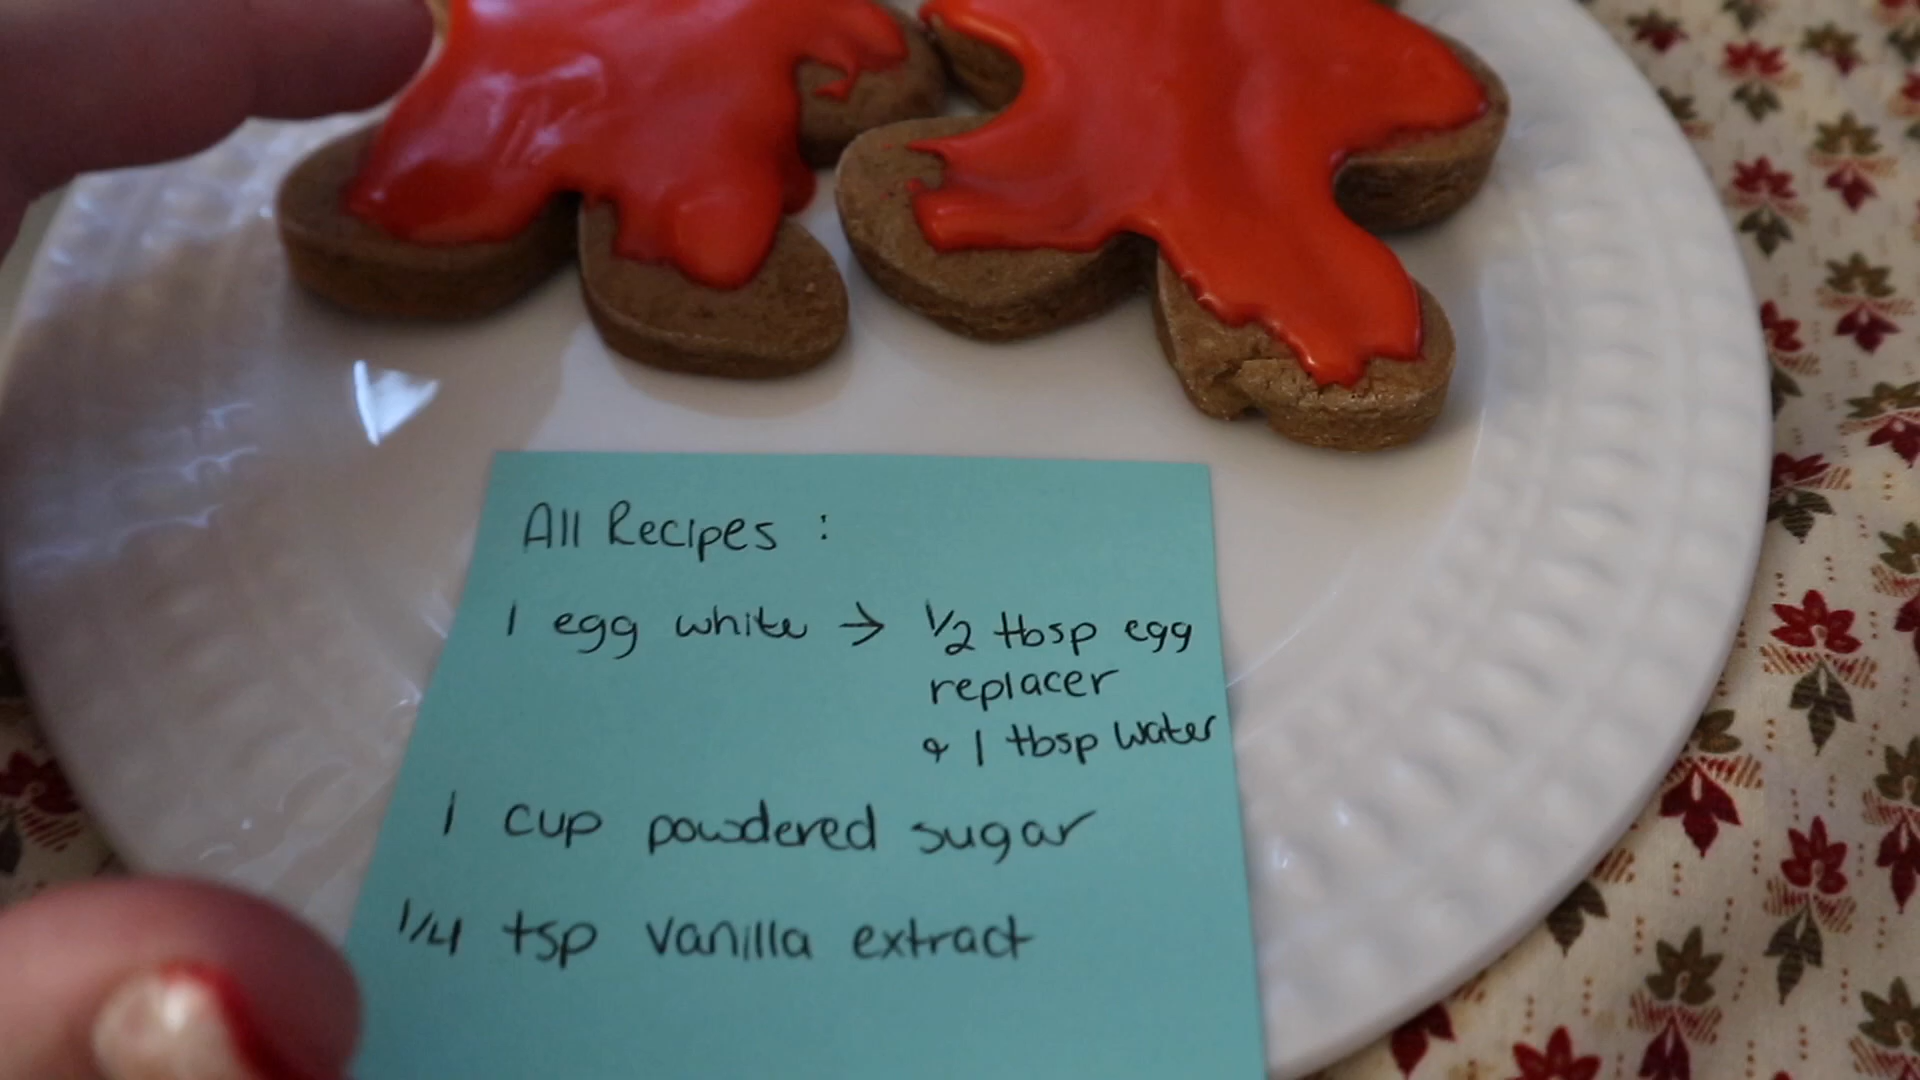 All Recipes :
1 egg white → 1/2 tbsp egg
replacer
& 1 tbsp water
1 cup powdered sugar
1/4 tsp vanilla extract